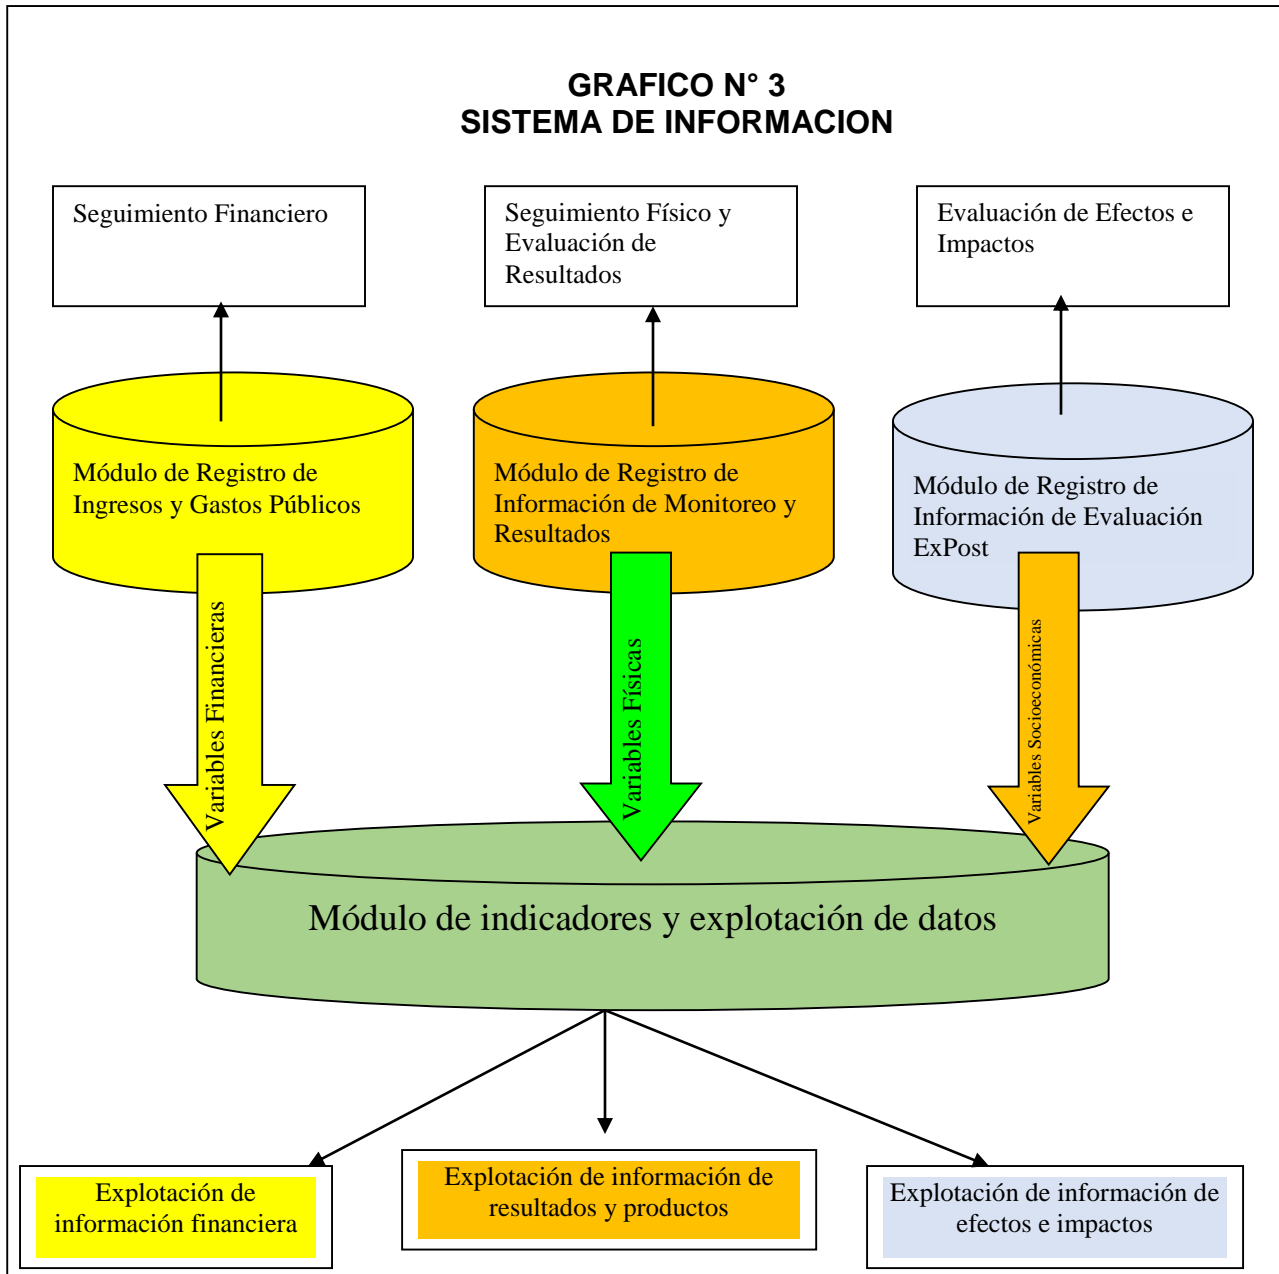 GRAFICO N° 3
SISTEMA DE INFORMACION
Seguimiento Financiero
Seguimiento Físico y
Evaluación de
Resultados
Evaluación de Efectos e
Impactos
Módulo de Registro de
Ingresos y Gastos Públicos
Módulo de Registro de
Información de Monitoreo y
Resultados
Módulo de Registro de
Información de Evaluación
ExPost
Variables Financieras
Variables Físicas
Variables Socioeconómicas
Módulo de indicadores y explotación de datos
Explotación de
información financiera
Explotación de información de
resultados y productos
Explotación de información de
efectos e impactos